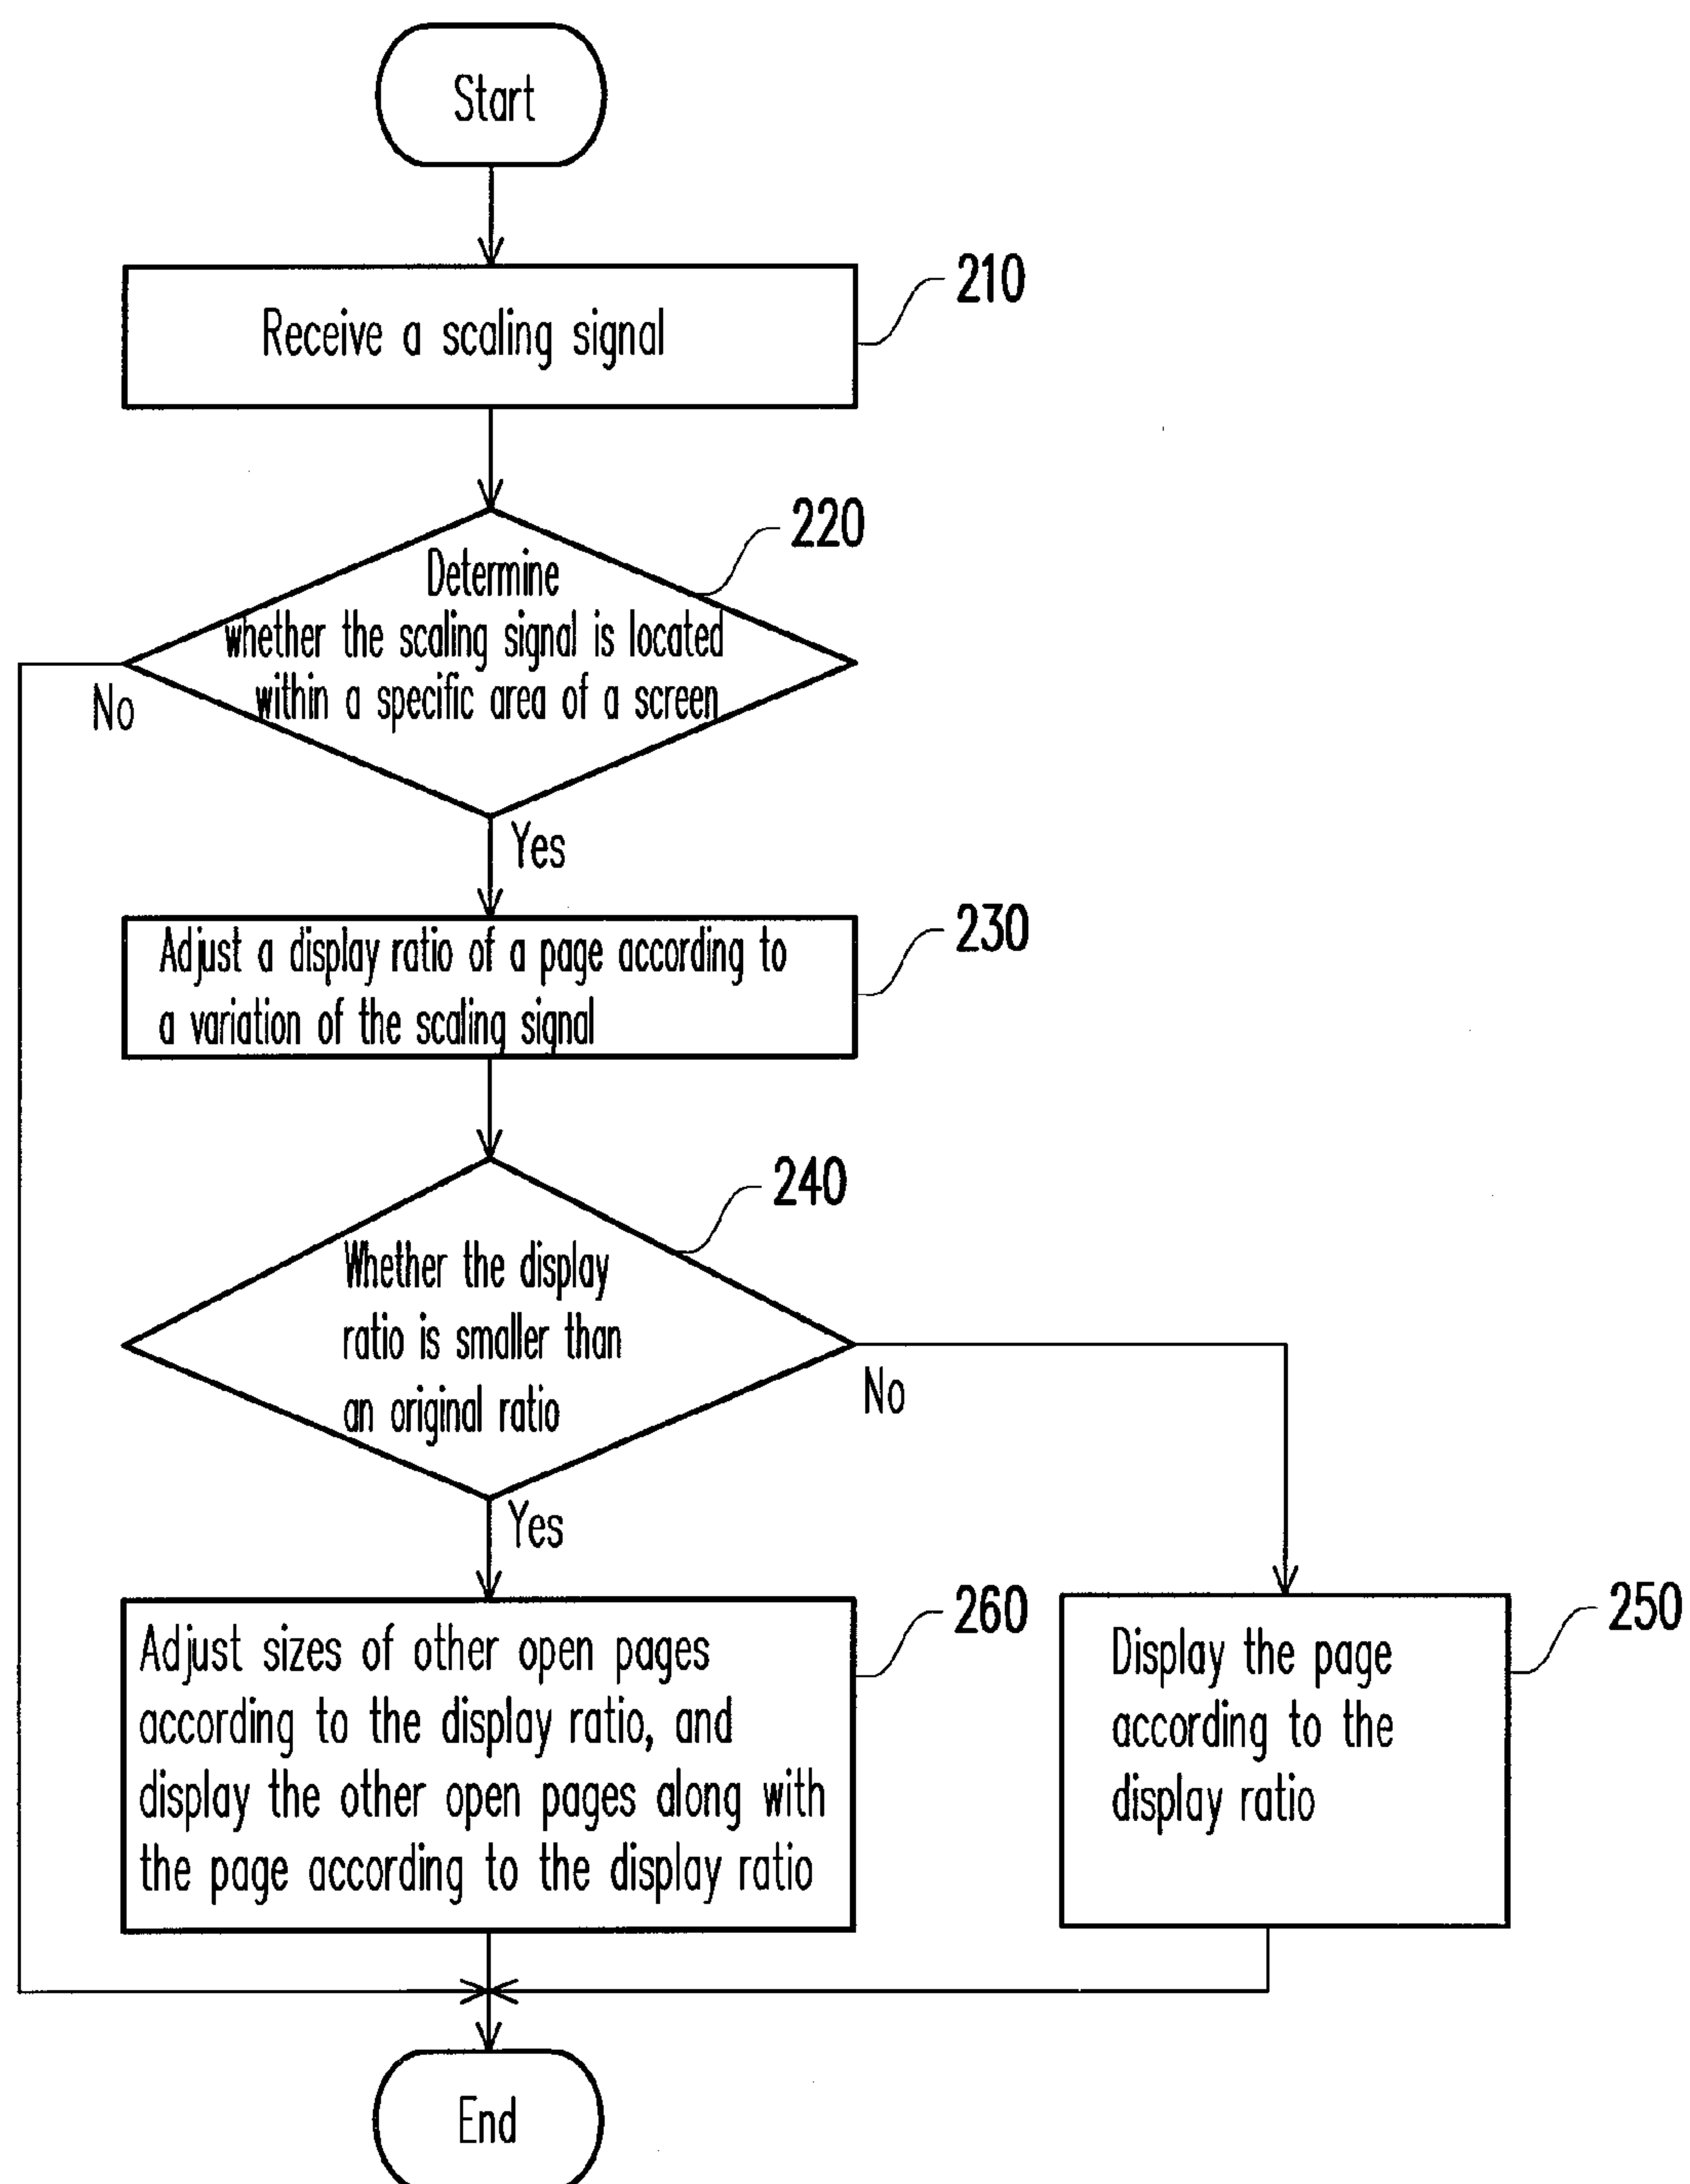 Start
Receive a scaling signal
210
Determine
whether the scaling signal is located
within a specific area of a screen
220
No
Yes
Adjust a display ratio of a page according to
a variation of the scaling signal
230
Whether the display
ratio is smaller than
an original ratio
240
No
Yes
Adjust sizes of other open pages
according to the display ratio, and
display the other open pages along with
the page according to the display ratio
260
Display the page
according to the
display ratio
250
End